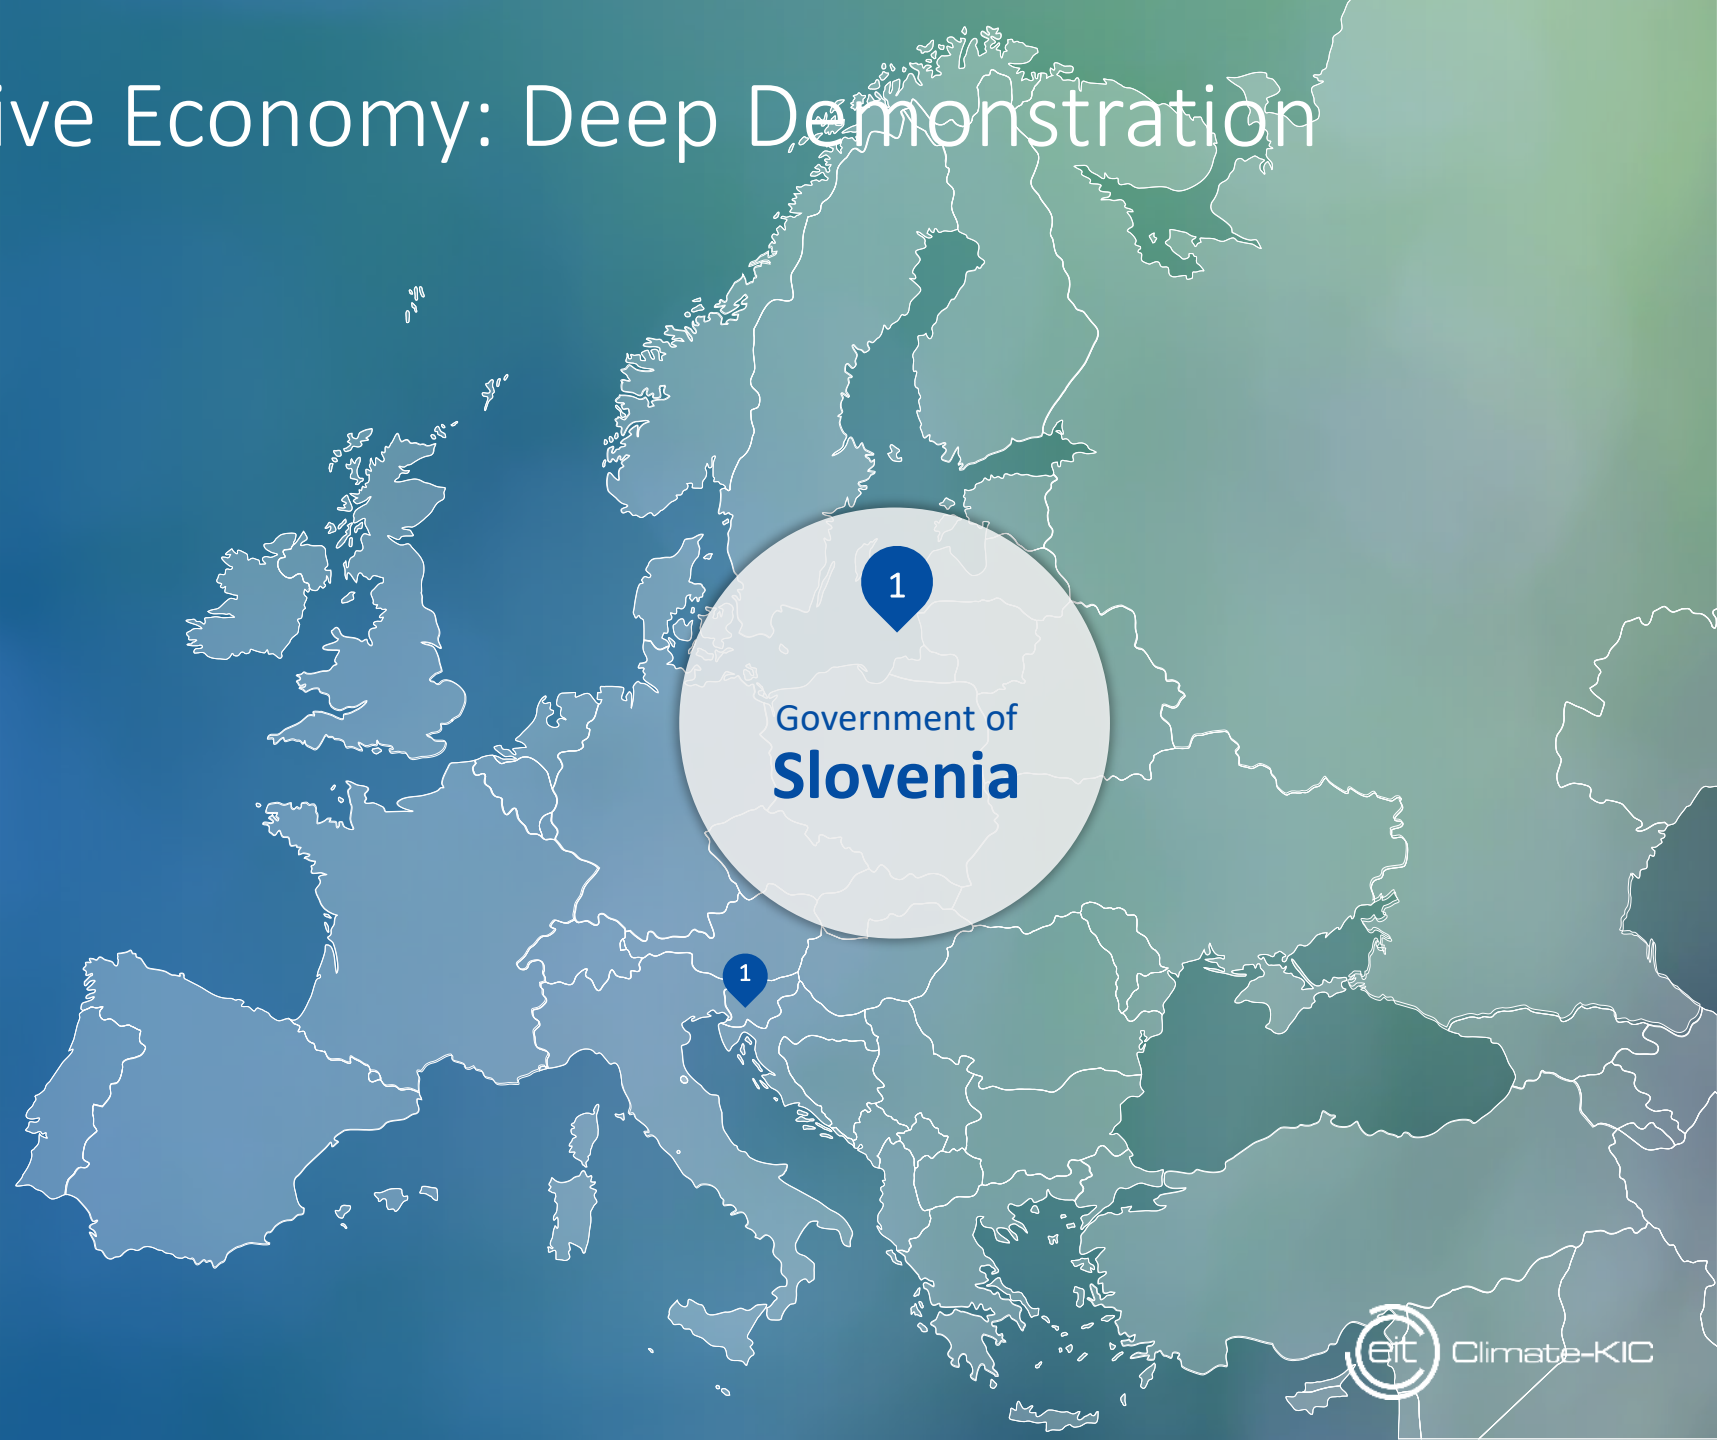 ive Economy: Deep Demonstration
1
Government of
Slovenia
1
eit Climate-KIC